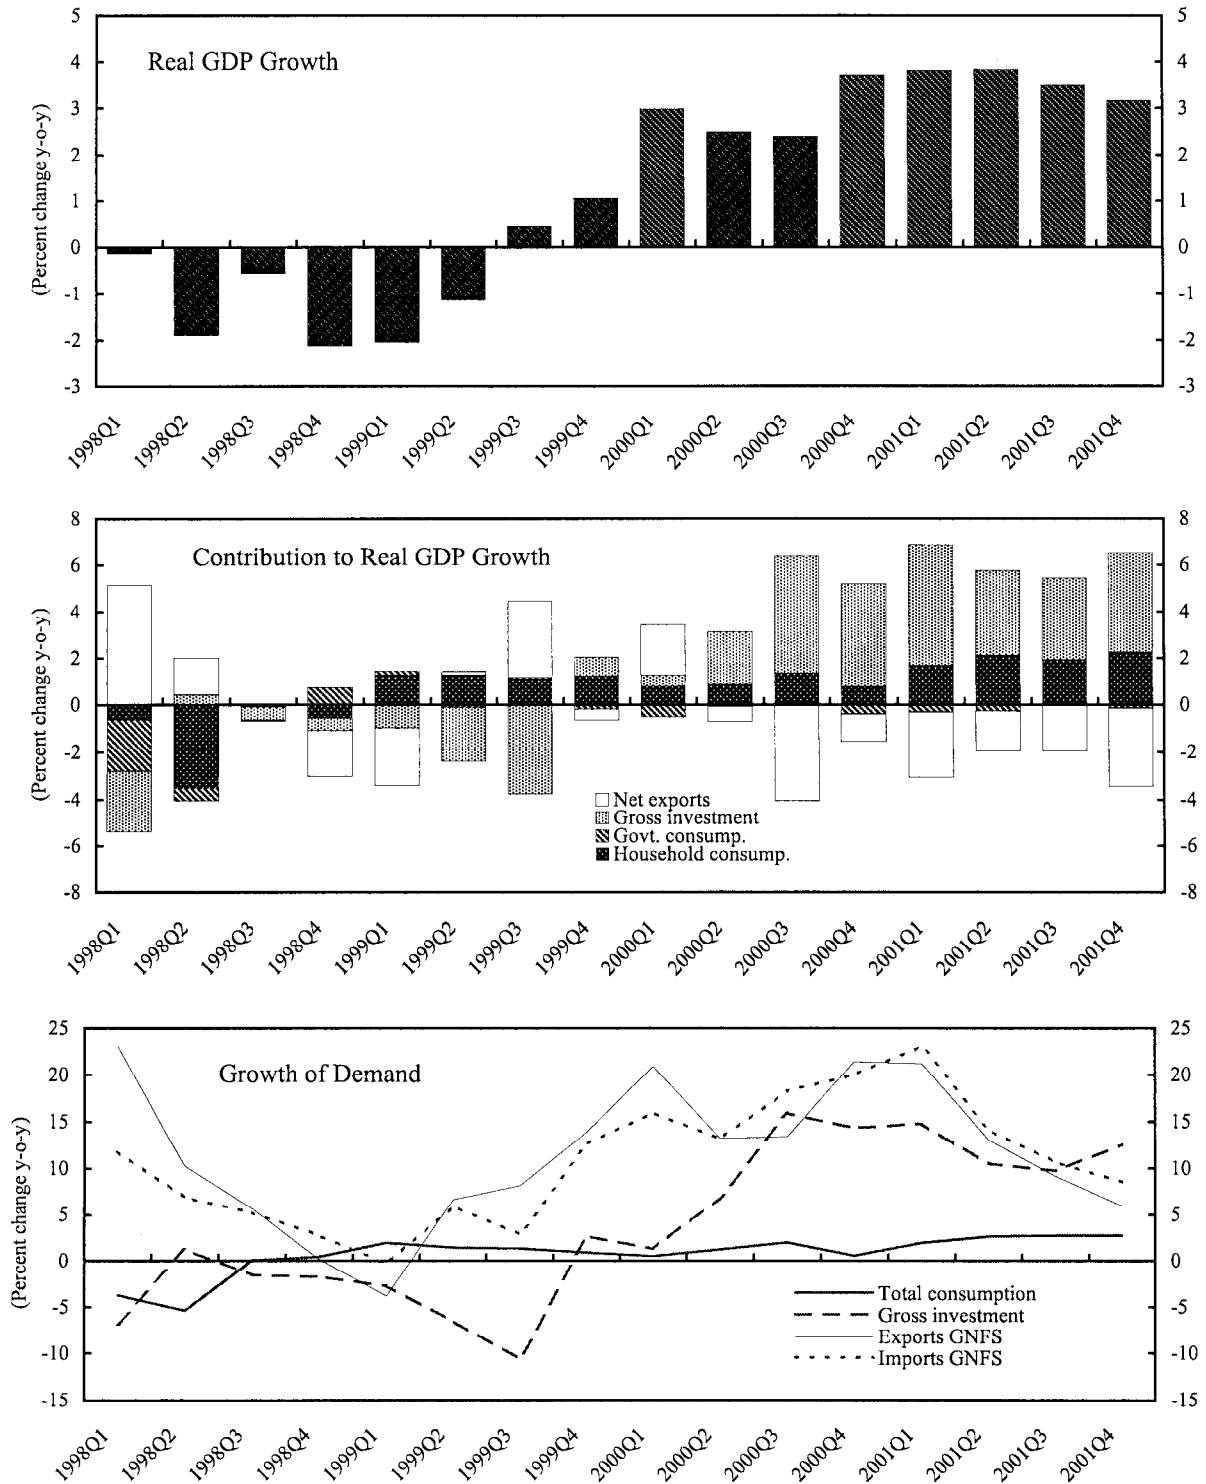 Real GDP Growth
(Percent change y-o-y)
5 5
4 4
3 3
2 2
1 1
0 0
-1 -1
-2 -2
-3 -3
1998Q1 1998Q2 1998Q3 1998Q4 1999Q1 1999Q2 1999Q3 1999Q4 2000Q1 2000Q2 2000Q3 2000Q4 2001Q1 2001Q2 2001Q3 2001Q4
Contribution to Real GDP Growth
(Percent change y-o-y)
8 8
6 6
4 4
2 2
0 0
-2 -2
-4 -4
-6 -6
-8 -8
Net exports
Gross investment
Govt. consump.
Household consump.
1998Q1 1998Q2 1998Q3 1998Q4 1999Q1 1999Q2 1999Q3 1999Q4 2000Q1 2000Q2 2000Q3 2000Q4 2001Q1 2001Q2 2001Q3 2001Q4
Growth of Demand
(Percent change y-o-y)
25 25
20 20
15 15
10 10
5 5
0 0
-5 -5
-10 -10
-15 -15
Total consumption
Gross investment
Exports GNFS
Imports GNFS
1998Q1 1998Q2 1998Q3 1998Q4 1999Q1 1999Q2 1999Q3 1999Q4 2000Q1 2000Q2 2000Q3 2000Q4 2001Q1 2001Q2 2001Q3 2001Q4